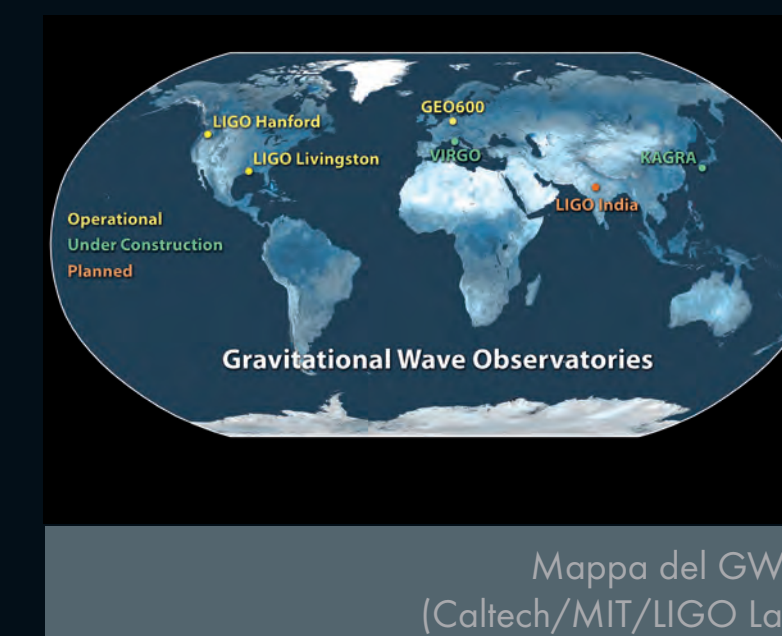 GEO600
LIGO Hanford
LIGO Livingston
VIRGO
KAGRA
LIGO India
Operational
Under Construction
Planned
Gravitational Wave Observatories
Mappa del GW
(Caltech/MIT/LIGO La